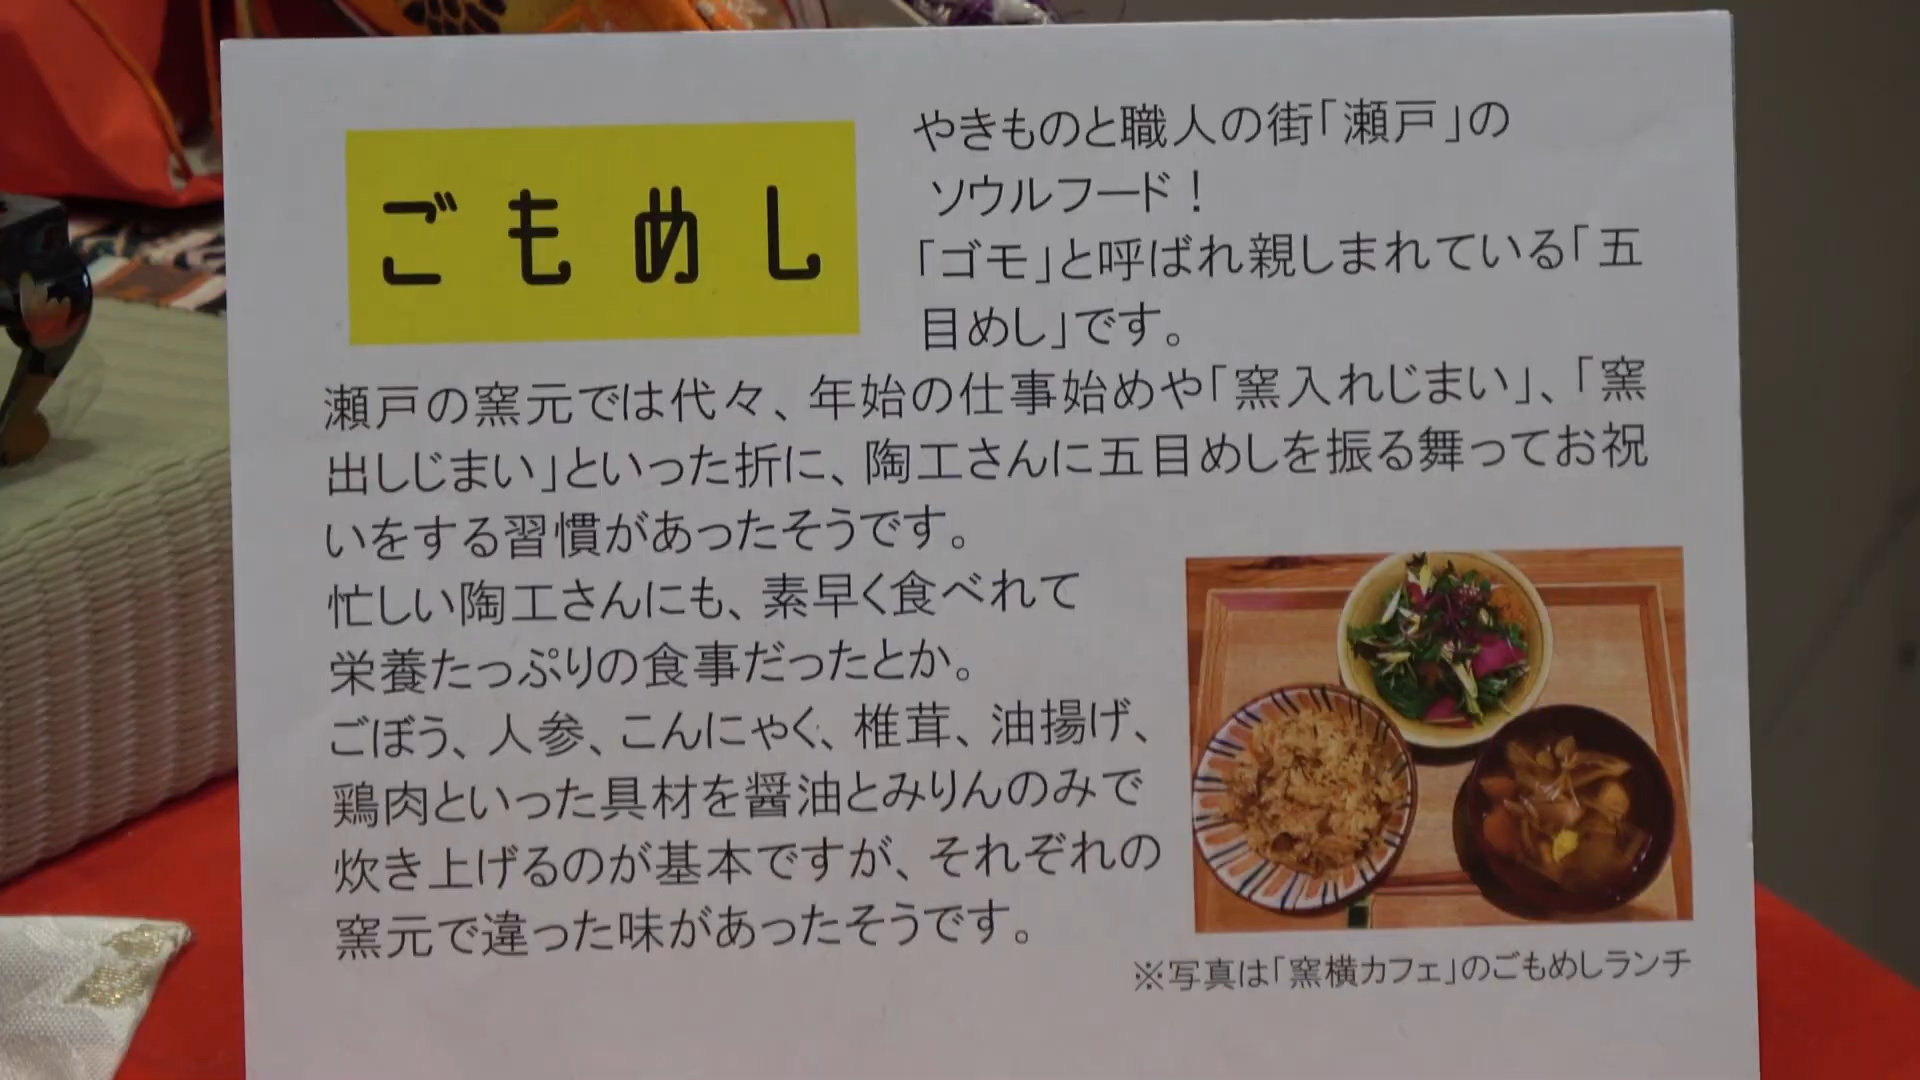 ごもめし
やきものと職人の街「瀬戸」の
ソウルフード！
「ゴモ」と呼ばれ親しまれている「五
目めし」です。
瀬戸の窯元では代々、年始の仕事始めや「窯入れじまい」、「窯
出しじまい」といった折に、陶工さんに五目めしを振る舞ってお祝
いをする習慣があったそうです。
忙しい陶工さんにも、素早く食べれて
栄養たっぷりの食事だったとか。
ごぼう、人参、こんにゃく、椎茸、油揚げ、
鶏肉といった具材を醤油とみりんのみで
炊き上げるのが基本ですが、それぞれの
窯元で違った味があったそうです。
※写真は「窯横カフェ」のごもめしランチ